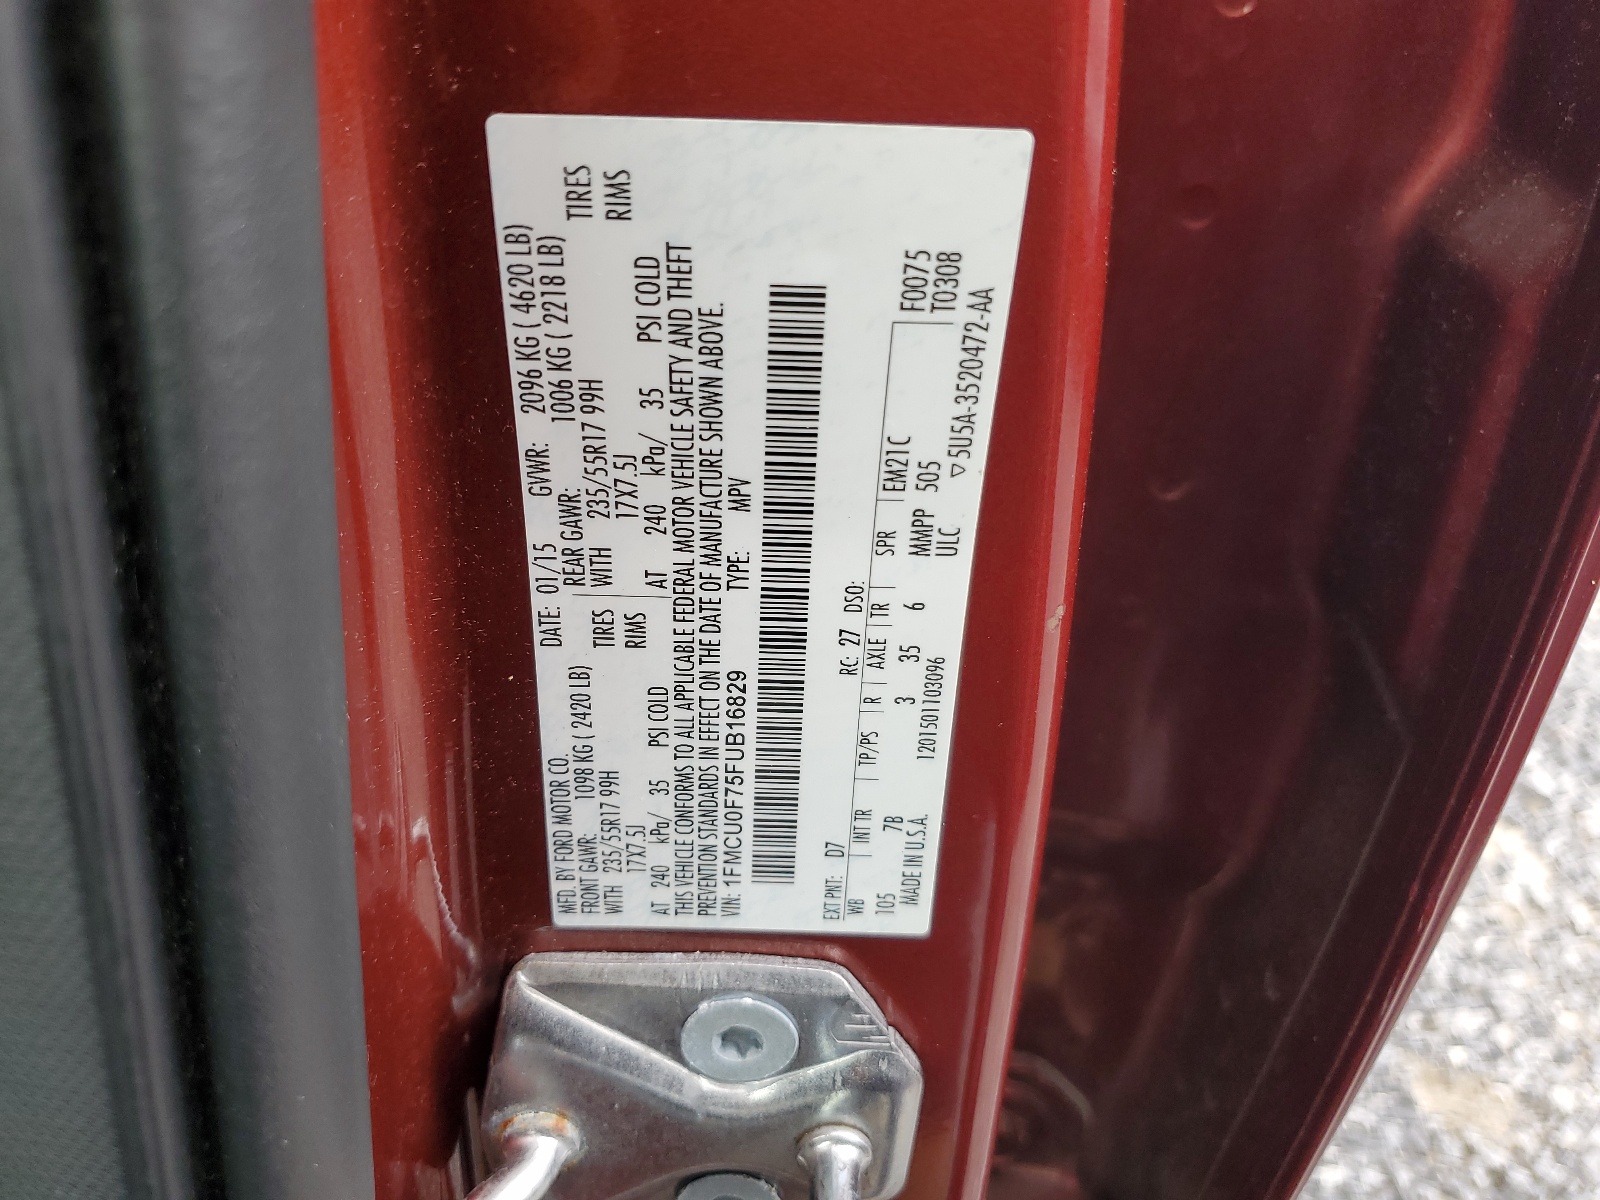 MFD. BY FORD MOTOR CO. DATE: 01/15 GVWR: 2096 KG ( 4620 LB)
FRONT GAWR: 1098 KG ( 2420 LB) REAR GAWR: 1006 KG ( 2218 LB)
WITH 235/55R17 99H TIRES WITH 235/55R17 99H TIRES
17X7.5J RIMS 17X7.5J RIMS
AT 240 kPa/ 35 PSI COLD AT 240 kPa/ 35 PSI COLD
THIS VEHICLE CONFORMS TO ALL APPLICABLE FEDERAL MOTOR VEHICLE SAFETY AND THEFT
PREVENTION STANDARDS IN EFFECT ON THE DATE OF MANUFACTURE SHOWN ABOVE.
VIN: 1FMCU0F75FUB16829 TYPE: MPV
EXT PNT: D7 RC: 27 DSO:
WB INT TR TP/PS R AXLE TR SPR EM21C F0075
105 7B 3 35 6 MMPP 505 T0308
MADE IN U.S.A. 1201501103096 ULC ▽5U5A-3520472-AA